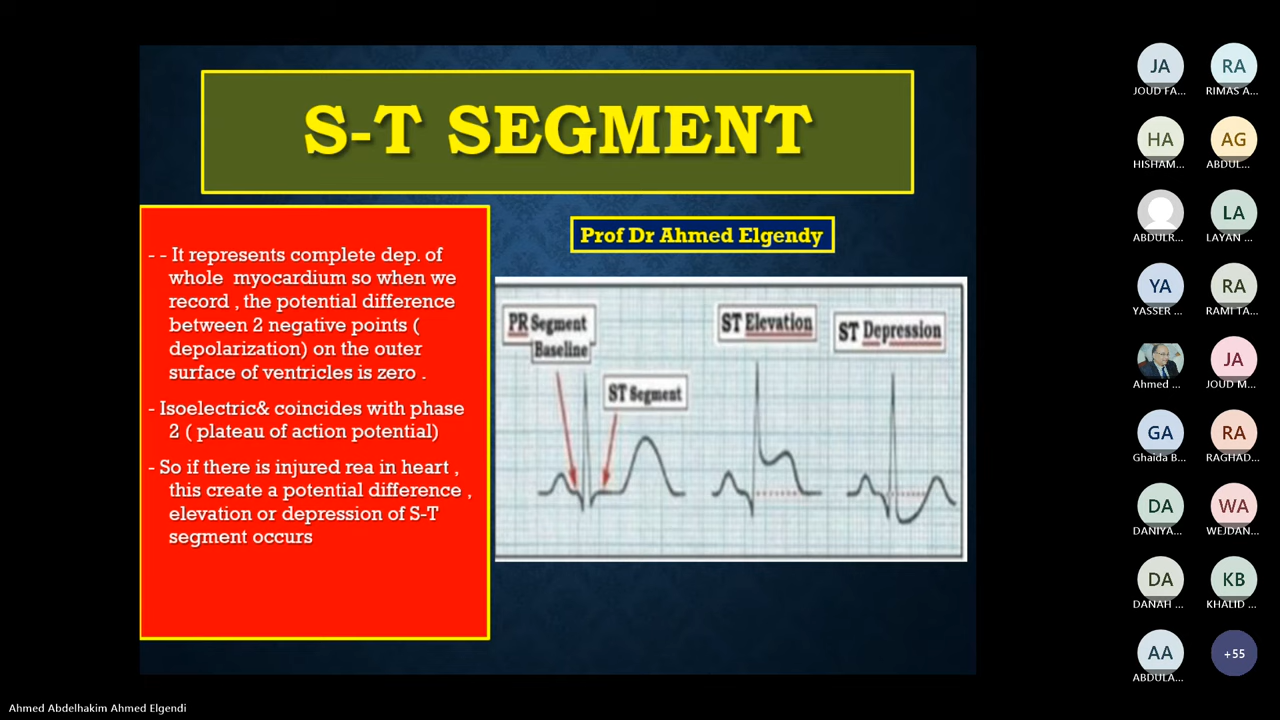 S-T SEGMENT
- - It represents complete dep. of
whole myocardium so when we
record , the potential difference
between 2 negative points (
depolarization) on the outer
surface of ventricles is zero .
- Isoelectric& coincides with phase
2 ( plateau of action potential)
- So if there is injured rea in heart ,
this create a potential difference ,
elevation or depression of S-T
segment occurs
Prof Dr Ahmed Elgendy
PR Segment
"Baseline"
ST Segment
ST Elevation
ST Depression
JA
JOUD FA...
RA
RIMAS A...
HA
HISHAM...
AG
ABDUL...
ABDULR...
LA
LAYAN ...
YA
YASSER ...
RA
RAMI TA...
Ahmed ...
JA
JOUD M...
GA
Ghaida B...
RA
RAGHAD...
DA
DANIYA...
WA
WEJDAN...
DA
DANAH ...
KB
KHALID ...
AA
ABDULA...
+55
Ahmed Abdelhakim Ahmed Elgendi